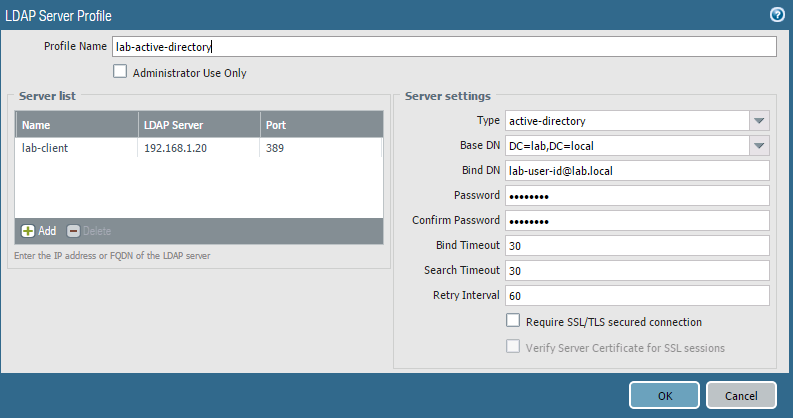 LDAP Server Profile
Profile Name lab-active-directory
Administrator Use Only
Server list
Name LDAP Server Port
lab-client 192.168.1.20 389
Add Delete
Enter the IP address or FQDN of the LDAP server
Server settings
Type active-directory
Base DN DC=lab,DC=local
Bind DN lab-user-id@lab.local
Password ••••••••
Confirm Password ••••••••
Bind Timeout 30
Search Timeout 30
Retry Interval 60
Require SSL/TLS secured connection
Verify Server Certificate for SSL sessions
OK Cancel